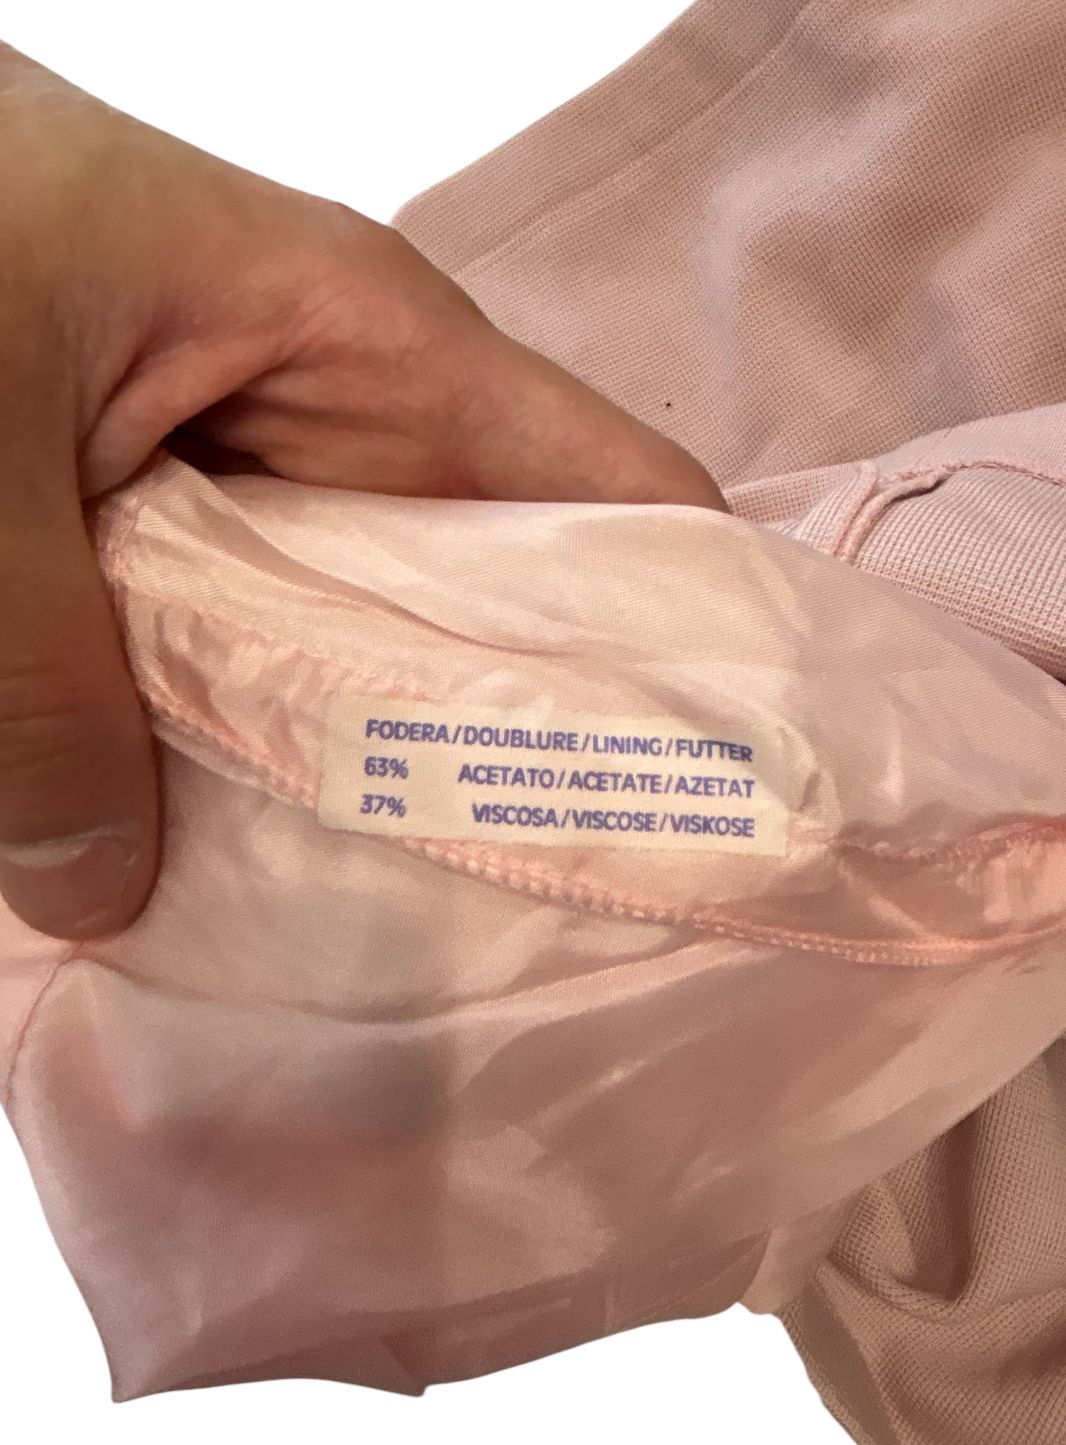 FODERA/DOUBLURE/LINING/FUTTER
63% ACETATO/ACETATE/AZETAT
37% VISCOSA/VISCOSE/VISKOSE